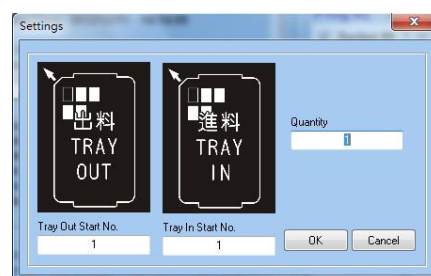 Settings
出料
TRAY
OUT
進料
TRAY
IN
Quantity
1
Tray Out Start No.
1
Tray In Start No.
1
OK
Cancel